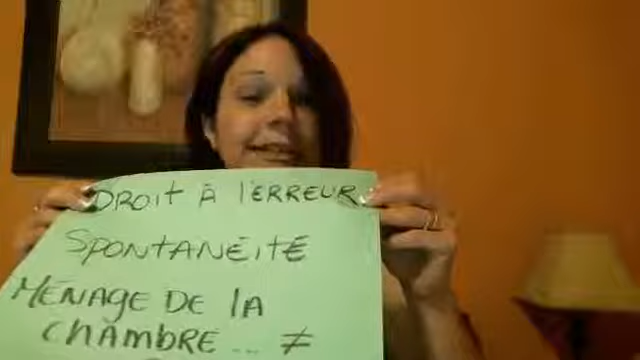 DROIT À l'ERREUR
SPONTANÉITÉ
MÉNAGE DE lA
CHAMBRE ... ≠